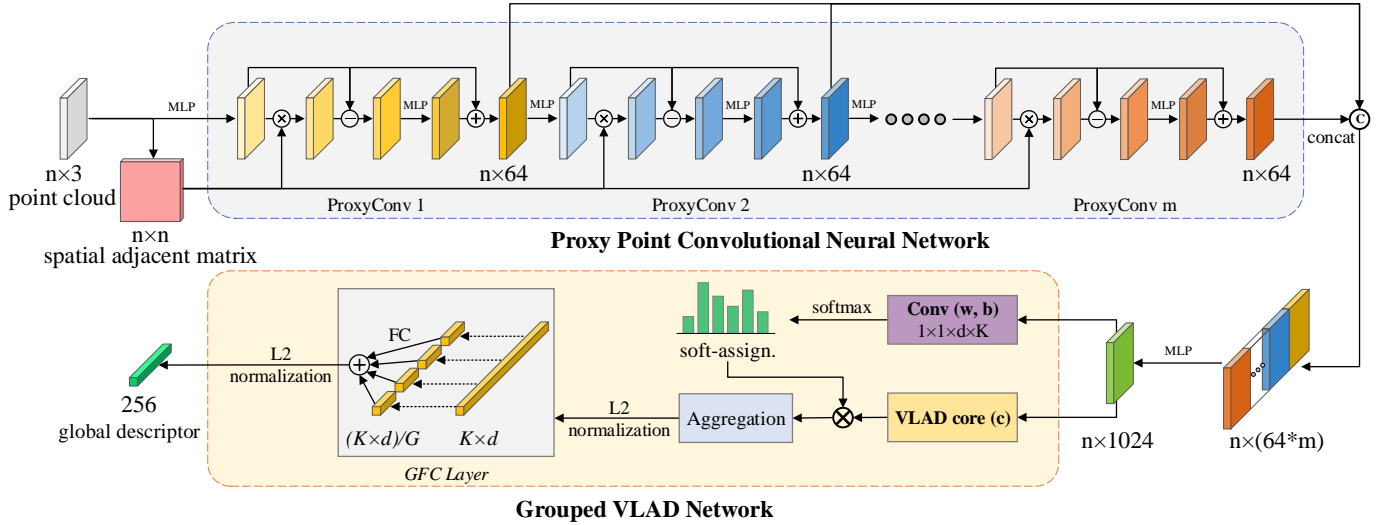 n×3
point cloud
n×n
spatial adjacent matrix
MLP
MLP
n×64
ProxyConv 1
MLP
MLP
n×64
ProxyConv 2
MLP
n×64
ProxyConv m
concat
C
Proxy Point Convolutional Neural Network
n×(64*m)
MLP
n×1024
Conv (w, b)
1×1×d×K
softmax
soft-assign.
VLAD core (c)
Aggregation
L2
normalization
FC
(K×d)/G
K×d
GFC Layer
L2
normalization
256
global descriptor
Grouped VLAD Network